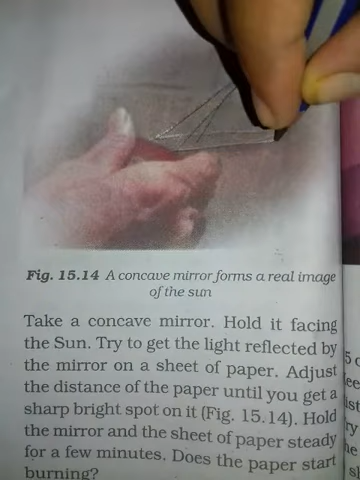 Fig. 15.14 A concave mirror forms a real image
of the sun
Take a concave mirror. Hold it facing
the Sun. Try to get the light reflected by
the mirror on a sheet of paper. Adjust
the distance of the paper until you get a
sharp bright spot on it (Fig. 15.14). Hold
the mirror and the sheet of paper steady
for a few minutes. Does the paper start
burning?